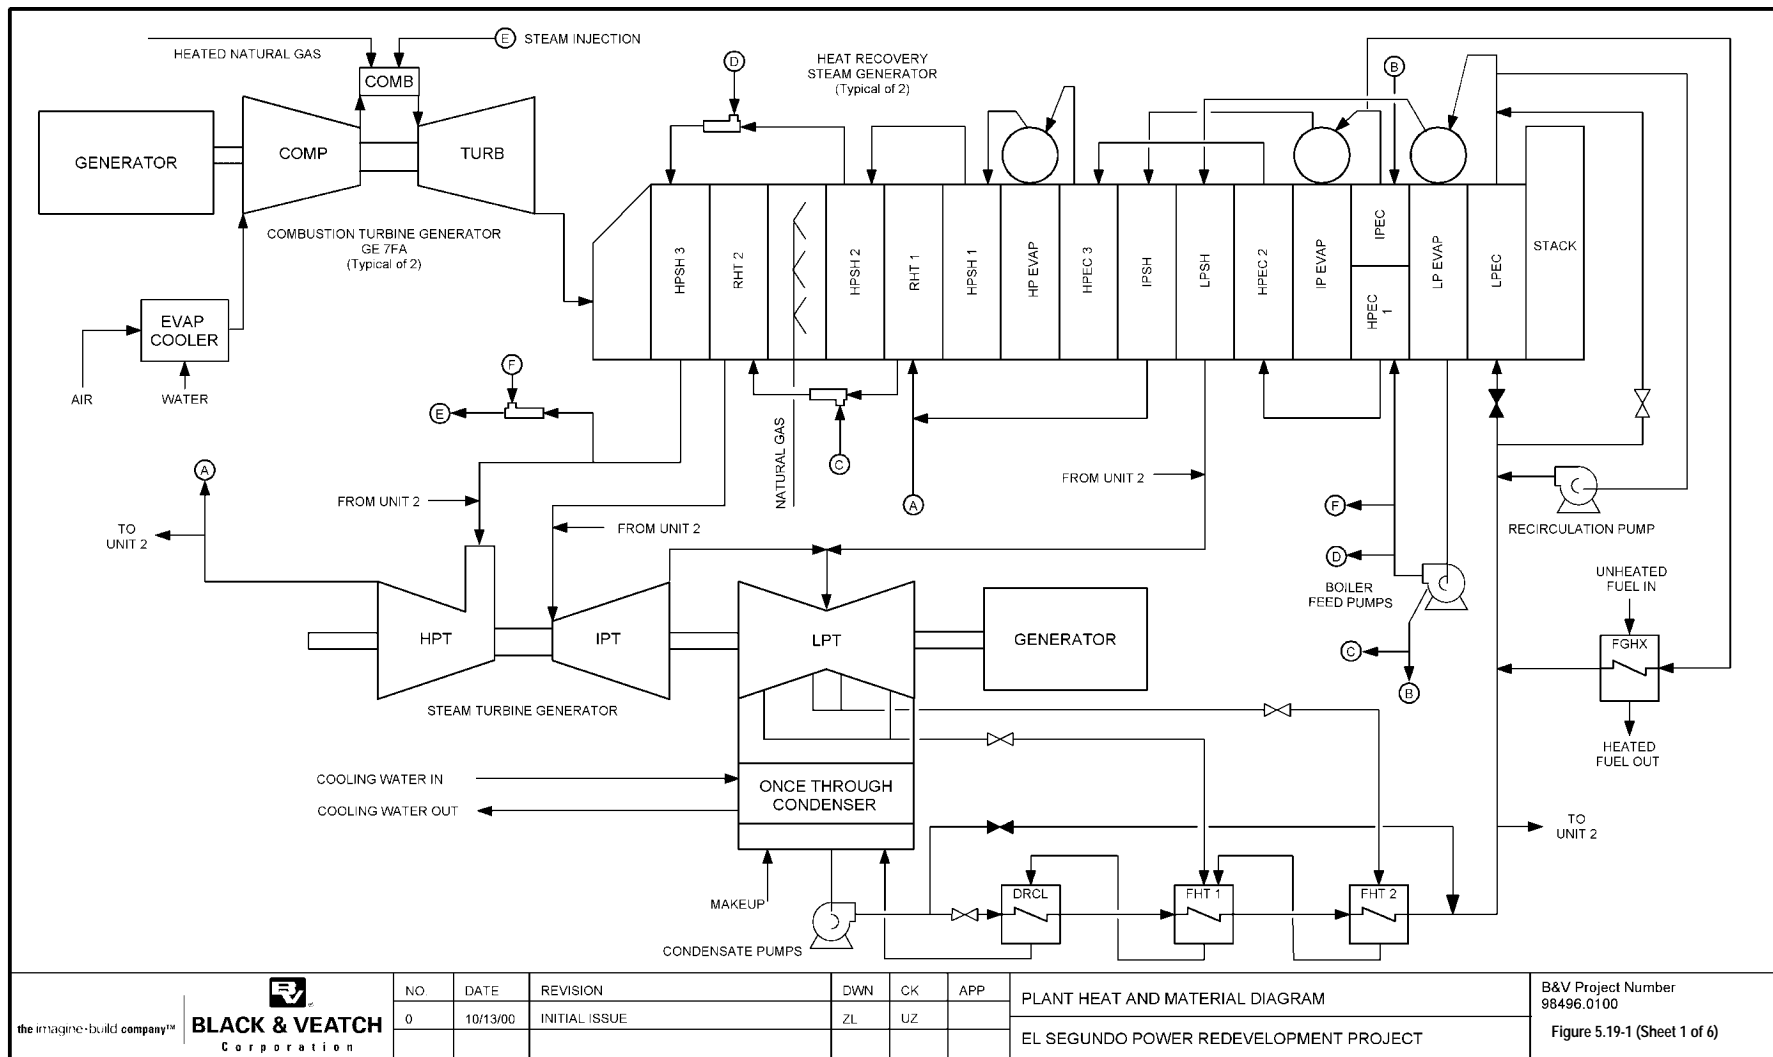 HEATED NATURAL GAS
E
STEAM INJECTION
COMB
GENERATOR
COMP
TURB
COMBUSTION TURBINE GENERATOR
GE 7FA
(Typical of 2)
EVAP
COOLER
AIR
WATER
D
HEAT RECOVERY
STEAM GENERATOR
(Typical of 2)
B
HPSH 3
RHT 2
HPSH 2
RHT 1
HPSH 1
HP EVAP
HPEC 3
IPSH
LPSH
HPEC 2
IP EVAP
IPEC
HPEC 1
LP EVAP
LPEC
STACK
F
E
C
NATURAL GAS
A
A
FROM UNIT 2
FROM UNIT 2
FROM UNIT 2
TO
UNIT 2
F
D
BOILER
FEED PUMPS
C
B
RECIRCULATION PUMP
UNHEATED
FUEL IN
FGHX
HEATED
FUEL OUT
HPT
IPT
LPT
GENERATOR
STEAM TURBINE GENERATOR
COOLING WATER IN
COOLING WATER OUT
ONCE THROUGH
CONDENSER
MAKEUP
CONDENSATE PUMPS
DRCL
FHT 1
FHT 2
TO
UNIT 2
the imagine·build company™
BV
BLACK & VEATCH
Corporation
NO. DATE REVISION DWN CK APP
0 10/13/00 INITIAL ISSUE ZL UZ
PLANT HEAT AND MATERIAL DIAGRAM
EL SEGUNDO POWER REDEVELOPMENT PROJECT
B&V Project Number
98496.0100
Figure 5.19-1 (Sheet 1 of 6)